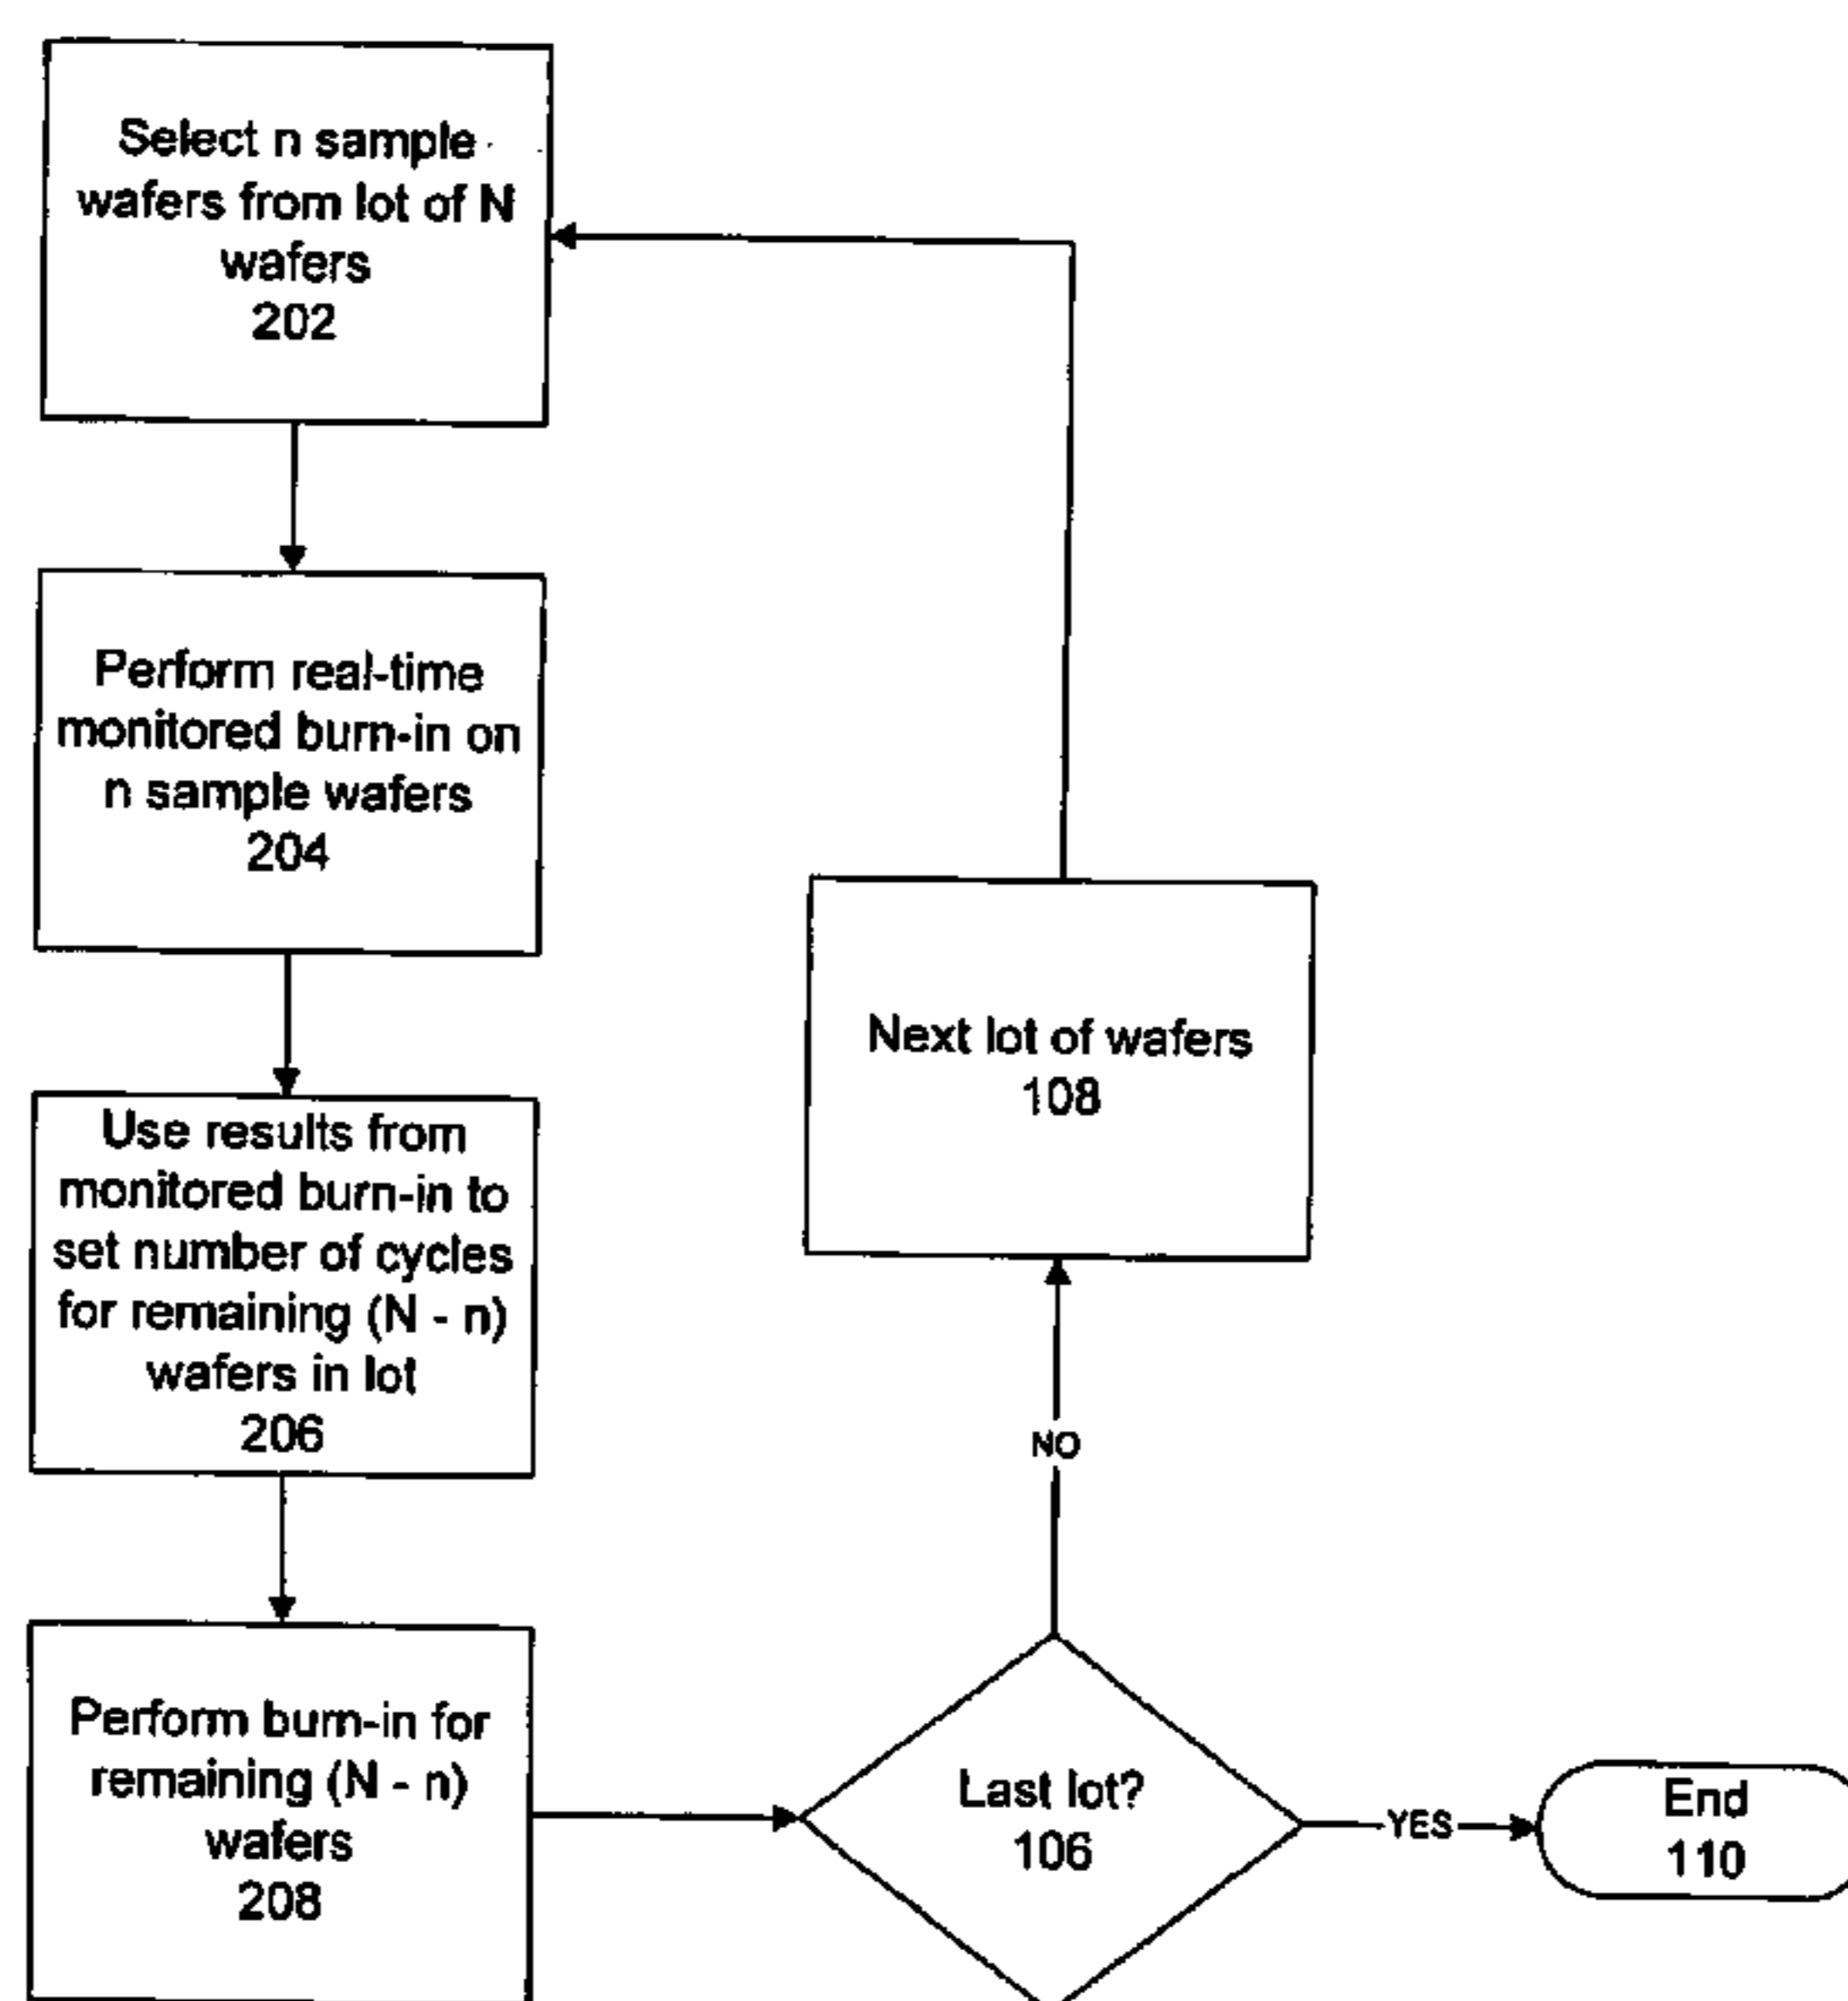 Select n sample
wafers from lot of N
wafers
202
Perform real-time
monitored burn-in on
n sample wafers
204
Use results from
monitored burn-in to
set number of cycles
for remaining (N - n)
wafers in lot
206
Perform burn-in for
remaining (N - n)
wafers
208
Next lot of wafers
108
NO
Last lot?
106
YES
End
110